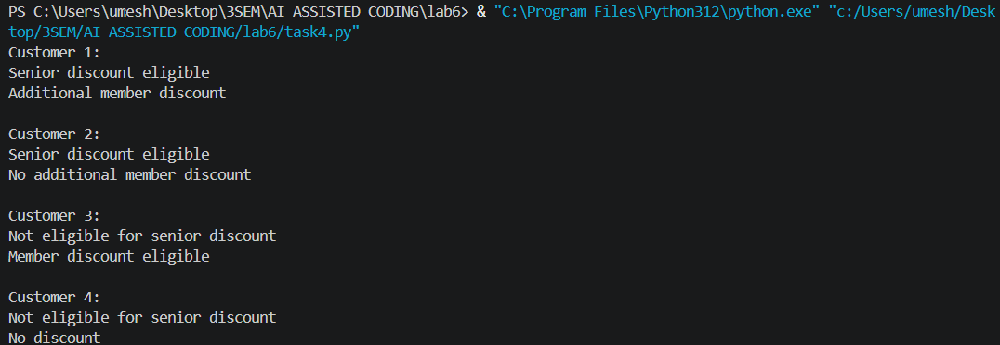 PS C:\Users\umesh\Desktop\3SEM\AI ASSISTED CODING\lab6> & "C:\Program Files\Python312\python.exe" "c:/Users/umesh/Desk
top/3SEM/AI ASSISTED CODING/lab6/task4.py"
Customer 1:
Senior discount eligible
Additional member discount

Customer 2:
Senior discount eligible
No additional member discount

Customer 3:
Not eligible for senior discount
Member discount eligible

Customer 4:
Not eligible for senior discount
No discount